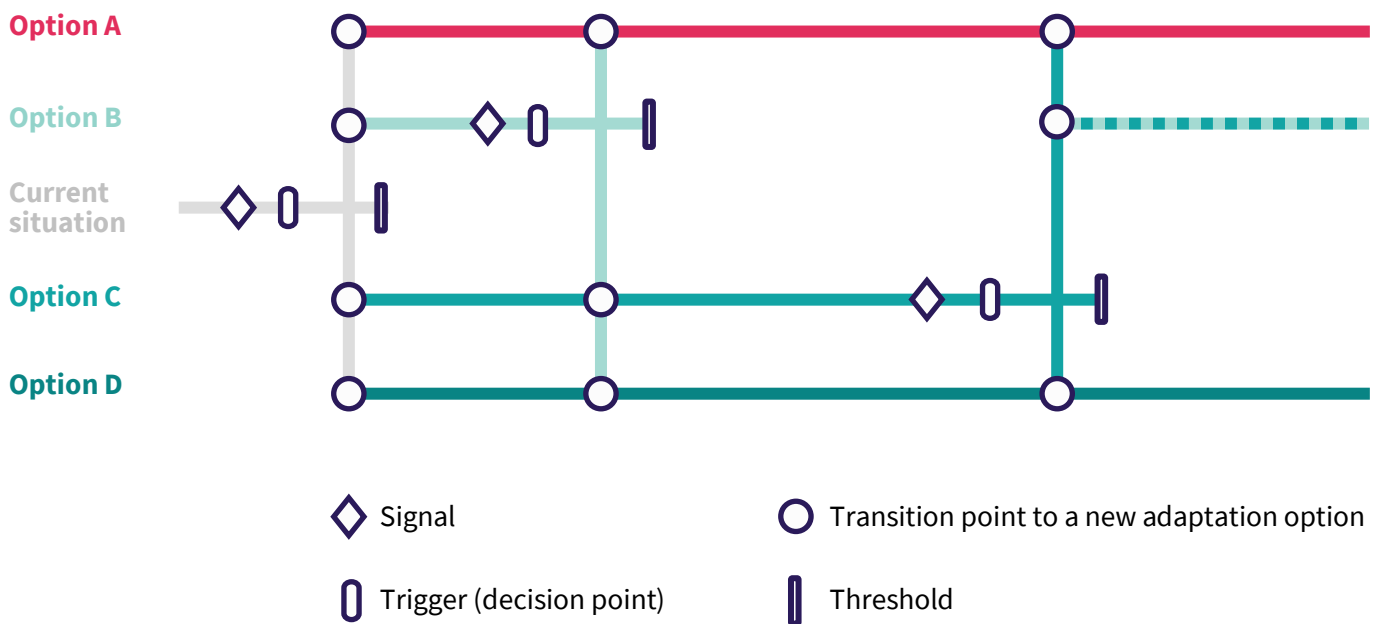 Option A
Option B
Current
situation
Option C
Option D
Signal
Transition point to a new adaptation option
Trigger (decision point)
Threshold